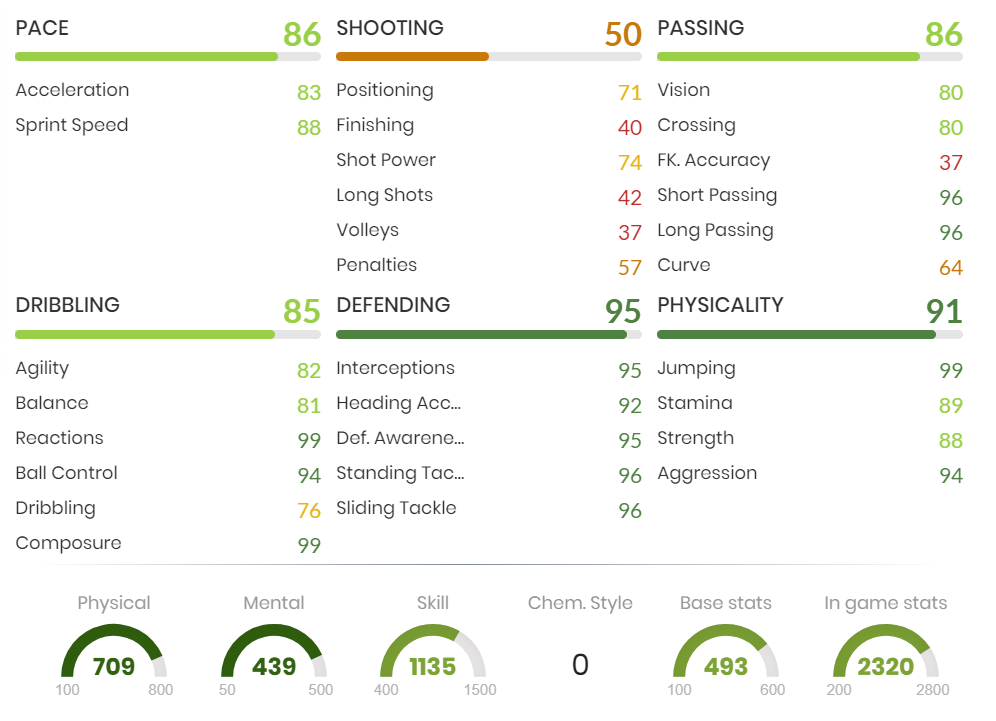 PACE 86
Acceleration 83
Sprint Speed 88
SHOOTING 50
Positioning 71
Finishing 40
Shot Power 74
Long Shots 42
Volleys 37
Penalties 57
PASSING 86
Vision 80
Crossing 80
FK. Accuracy 37
Short Passing 96
Long Passing 96
Curve 64
DRIBBLING 85
Agility 82
Balance 81
Reactions 99
Ball Control 94
Dribbling 76
Composure 99
DEFENDING 95
Interceptions 95
Heading Acc... 92
Def. Awarene... 95
Standing Tac... 96
Sliding Tackle 96
PHYSICALITY 91
Jumping 99
Stamina 89
Strength 88
Aggression 94
Physical
709
100 800
Mental
439
50 500
Skill
1135
400 1500
Chem. Style
0
Base stats
493
100 600
In game stats
2320
200 2800